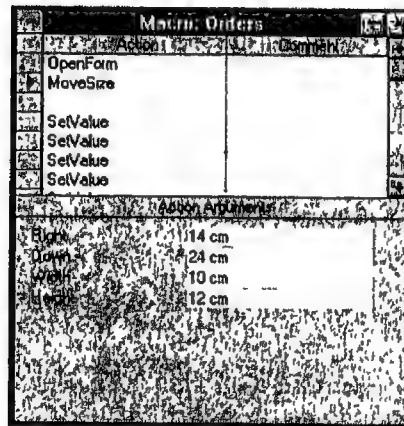 Macro: Orders
Action Comment
OpenForm
MoveSize
SetValue
SetValue
SetValue
SetValue
Action Arguments
Right 14 cm
Down 24 cm
Width 10 cm
Height 12 cm